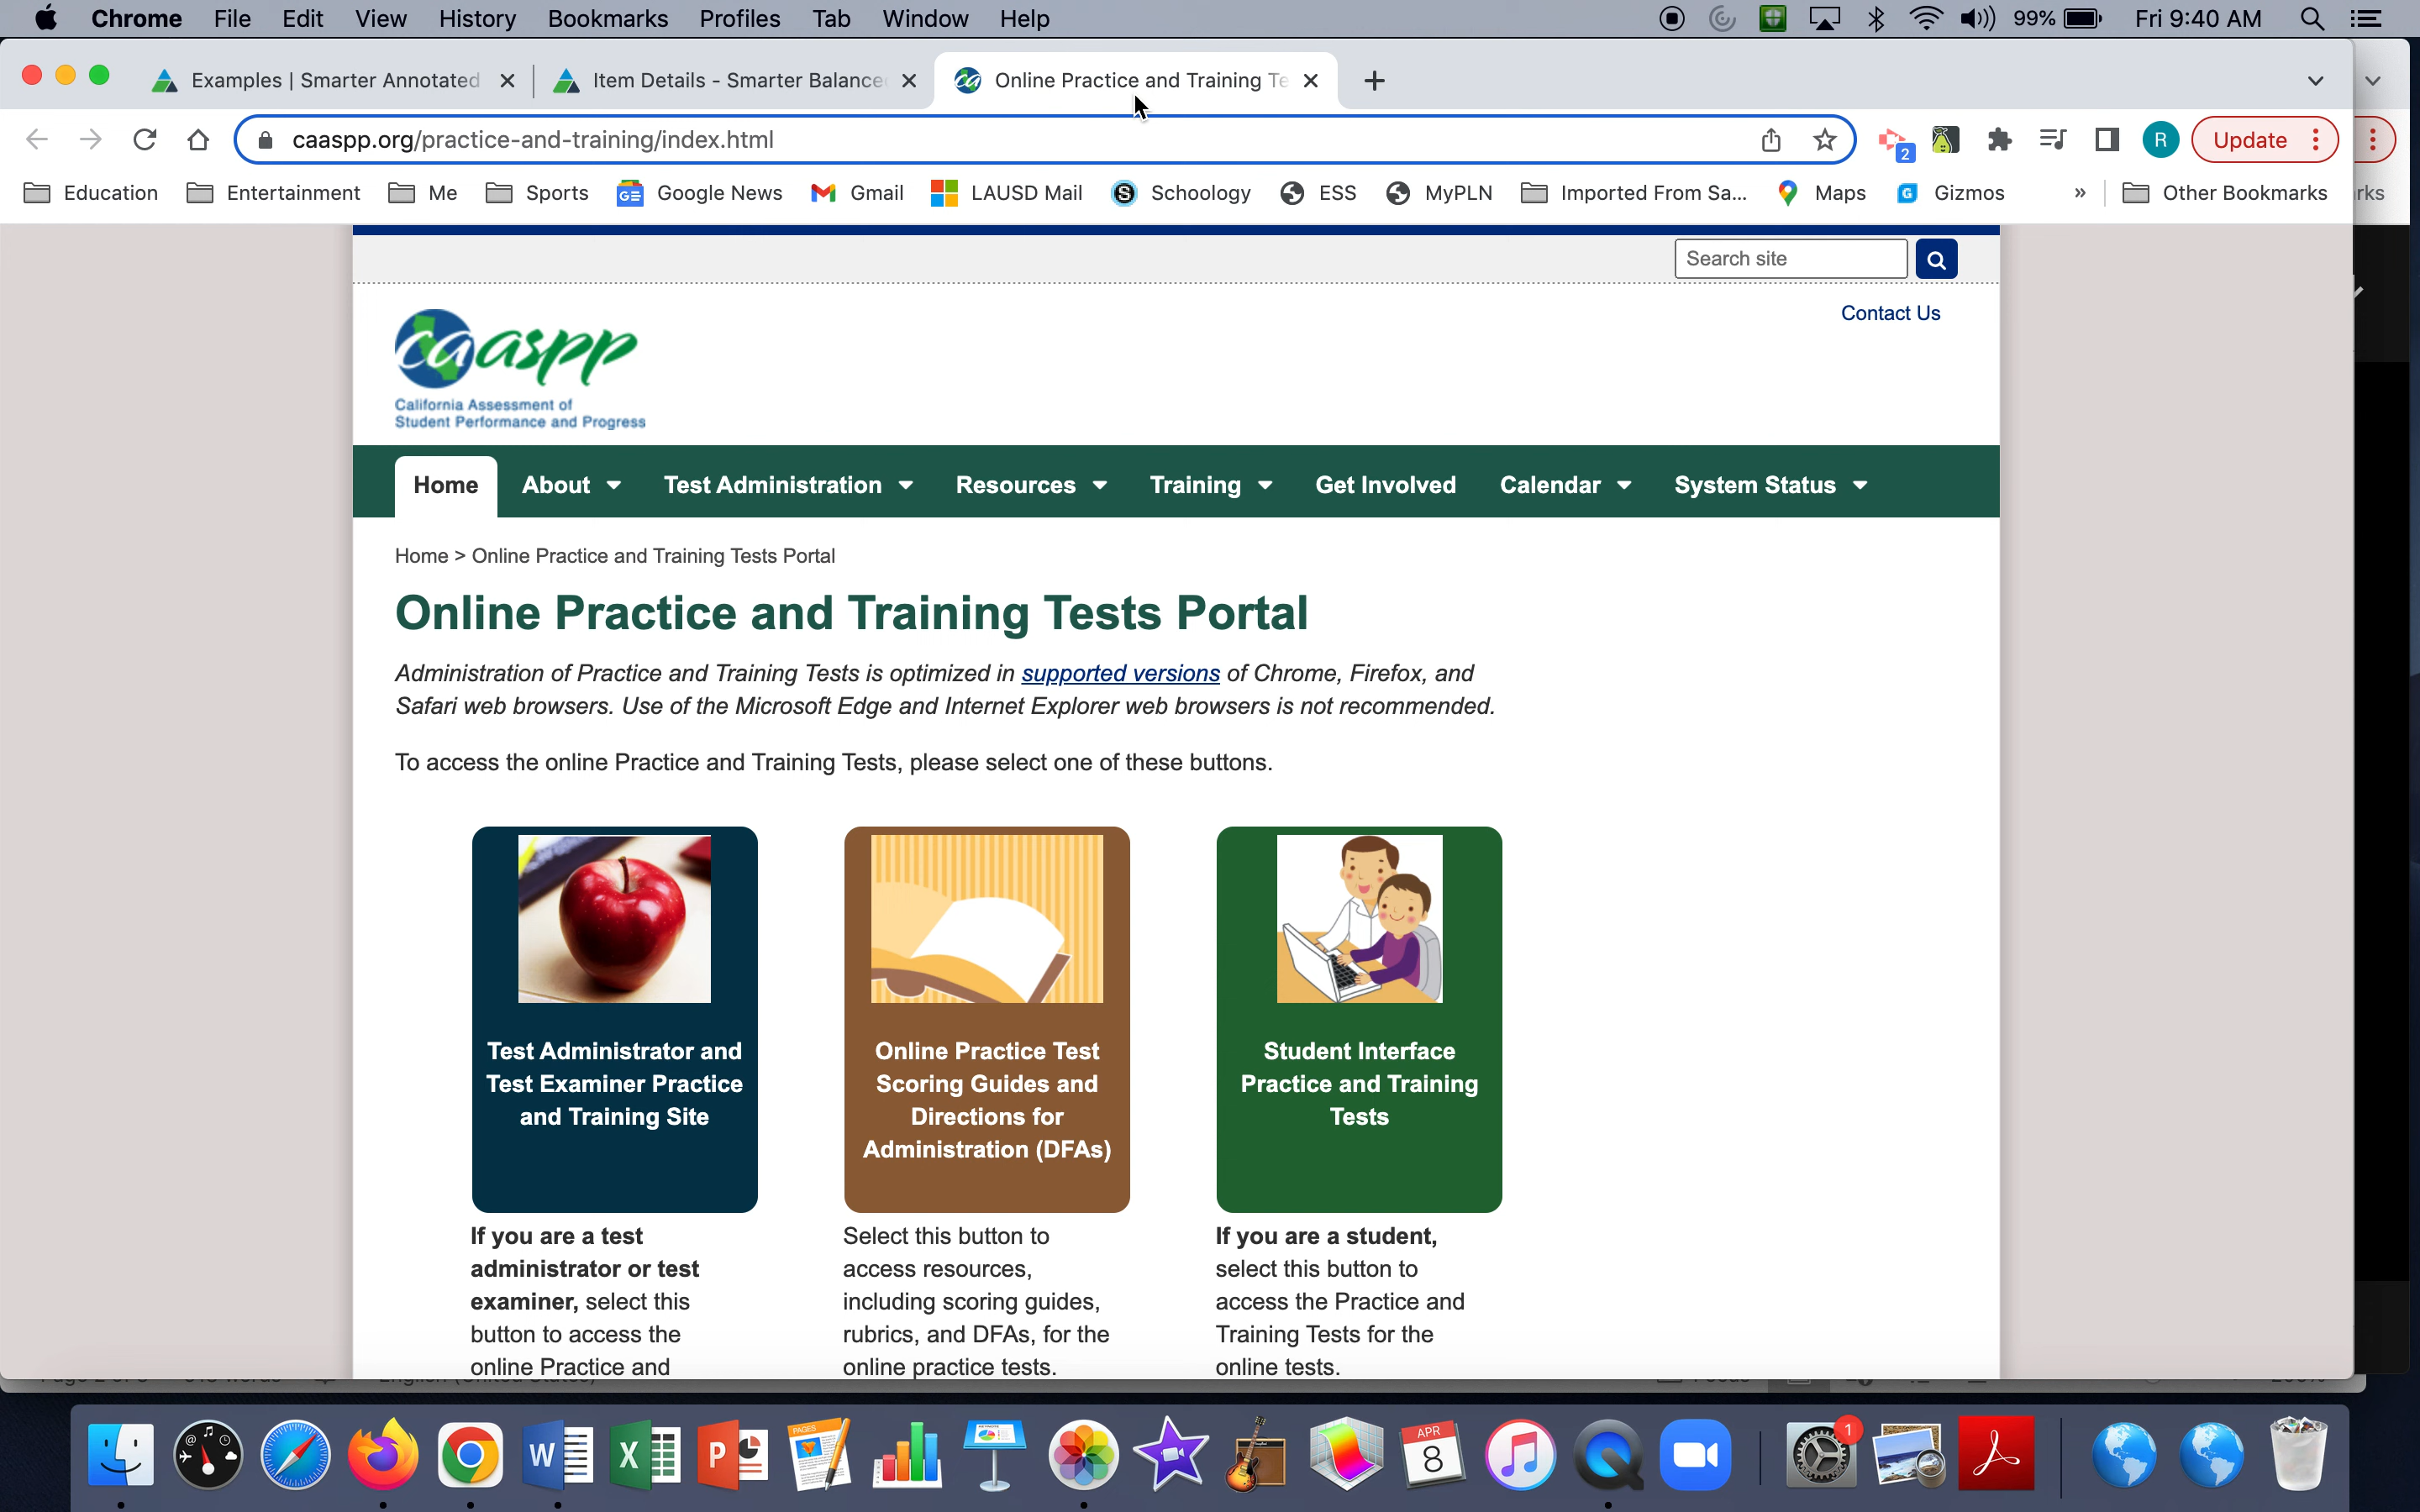 Chrome File Edit View History Bookmarks Profiles Tab Window Help 99% Fri 9:40 AM
Examples | Smarter Annotated Item Details - Smarter Balance Online Practice and Training Te
caaspp.org/practice-and-training/index.html 2 R Update
Education Entertainment Me Sports Google News Gmail LAUSD Mail Schoology ESS MyPLN Imported From Sa... Maps Gizmos » Other Bookmarks rks
Search site
Contact Us
caaspp
California Assessment of
Student Performance and Progress
Home About Test Administration Resources Training Get Involved Calendar System Status
Home > Online Practice and Training Tests Portal
Online Practice and Training Tests Portal
Administration of Practice and Training Tests is optimized in supported versions of Chrome, Firefox, and
Safari web browsers. Use of the Microsoft Edge and Internet Explorer web browsers is not recommended.
To access the online Practice and Training Tests, please select one of these buttons.
Test Administrator and
Test Examiner Practice
and Training Site
If you are a test
administrator or test
examiner, select this
button to access the
online Practice and
Online Practice Test
Scoring Guides and
Directions for
Administration (DFAs)
Select this button to
access resources,
including scoring guides,
rubrics, and DFAs, for the
online practice tests.
Student Interface
Practice and Training
Tests
If you are a student,
select this button to
access the Practice and
Training Tests for the
online tests.
W X P PAGES APR 8 1